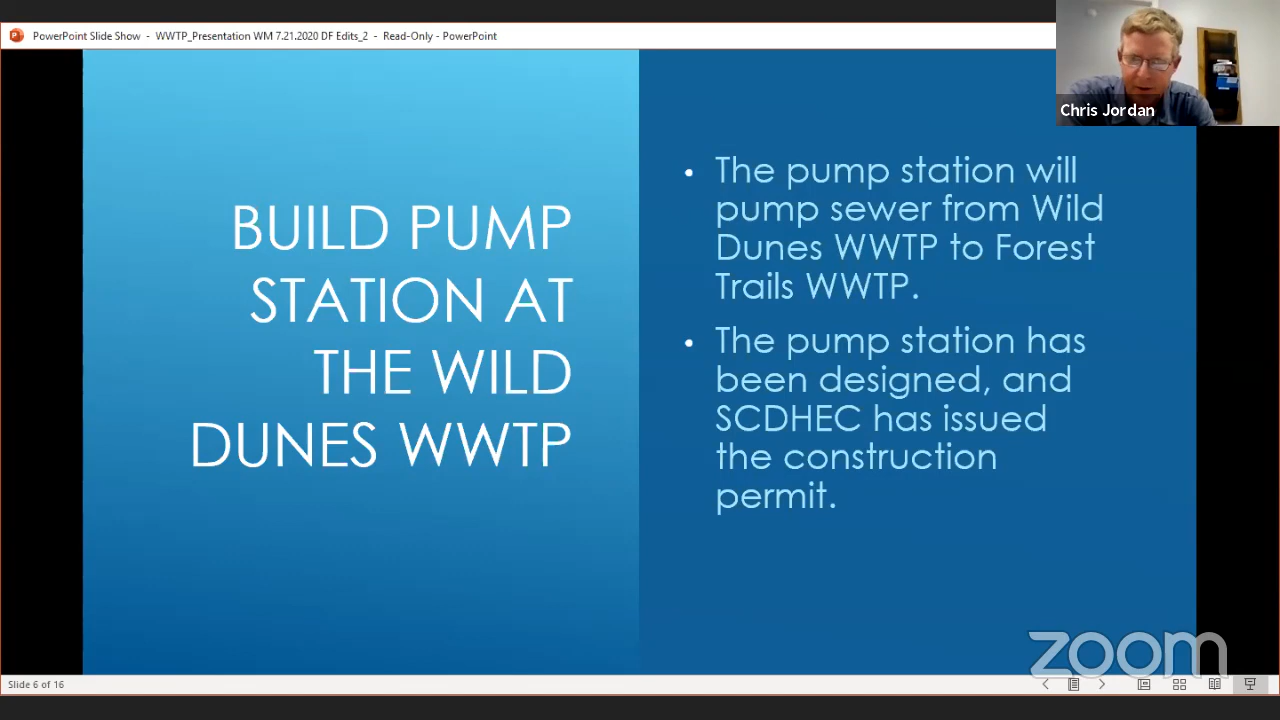 PowerPoint Slide Show - WWTP_Presentation WM 7.21.2020 DF Edits_2 - Read-Only - PowerPoint
Chris Jordan
BUILD PUMP
STATION AT
THE WILD
DUNES WWTP
• The pump station will
pump sewer from Wild
Dunes WWTP to Forest
Trails WWTP.
• The pump station has
been designed, and
SCDHEC has issued
the construction
permit.
zoom
Slide 6 of 16